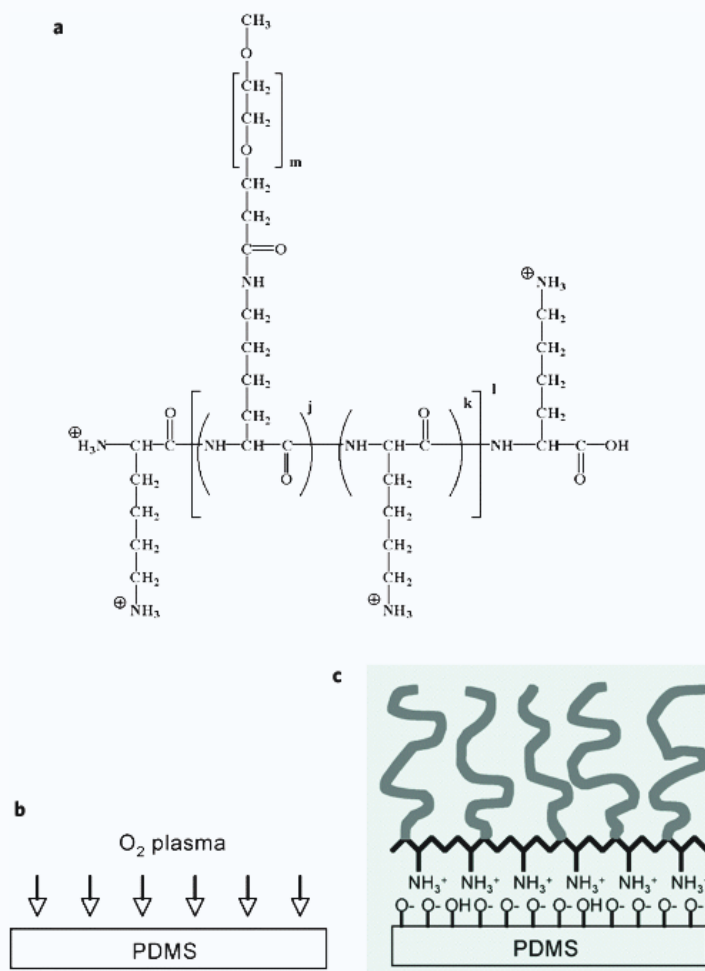 a
CH₃
O
CH₂
CH₂
O
m
CH₂
CH₂
C=O
NH
CH₂
CH₂
CH₂
CH₂
⊕
NH₃
CH₂
CH₂
CH₂
CH₂
O
j
O
k
l
⊕
H₃N CH C NH CH C NH CH C NH CH C OH
O
O
CH₂
CH₂
CH₂
CH₂
⊕
NH₃
CH₂
CH₂
CH₂
CH₂
⊕
NH₃
b
O₂ plasma
PDMS
c
NH₃⁺ NH₃⁺ NH₃⁺ NH₃⁺ NH₃⁺ NH₃⁺
O- O- OH O- O- O- O- OH O- O- O- O-
PDMS